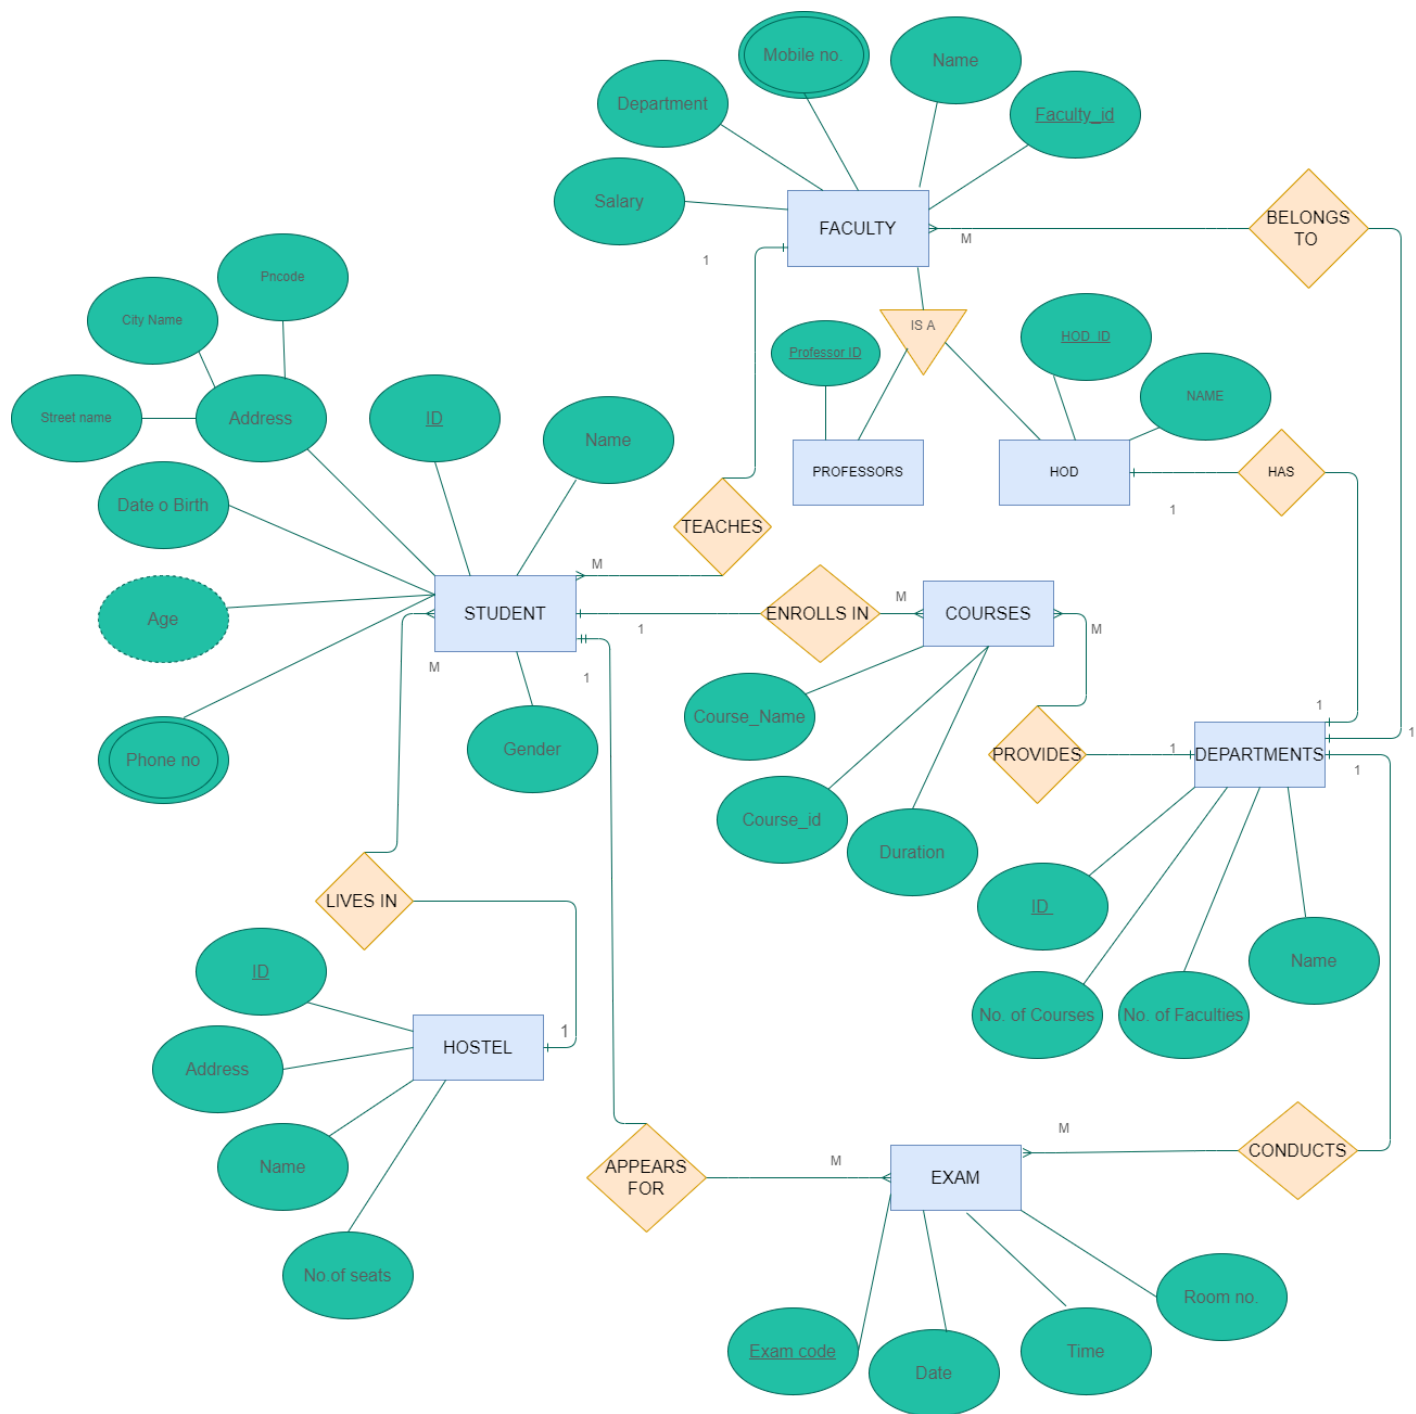 Mobile no.
Name
Department
Faculty_id
Salary
FACULTY
BELONGS
TO
M
1
Pncode
City Name
IS A
Professor ID
HOD_ID
NAME
Street name
Address
ID
Name
PROFESSORS
HOD
HAS
Date o Birth
1
TEACHES
M
Age
STUDENT
ENROLLS IN
M
COURSES
1
M
M
1
Course_Name
1
1
Gender
Phone no
PROVIDES
1
DEPARTMENTS
1
Course_id
Duration
LIVES IN
ID
Name
ID
No. of Courses
No. of Faculties
1
HOSTEL
Address
M
CONDUCTS
Name
APPEARS
FOR
M
EXAM
No.of seats
Room no.
Exam code
Date
Time